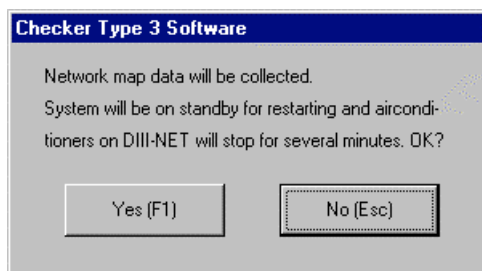 Checker Type 3 Software
Network map data will be collected.
System will be on standby for restarting and aircondi-
tioners on DIII-NET will stop for several minutes. OK?
Yes (F1)
No (Esc)